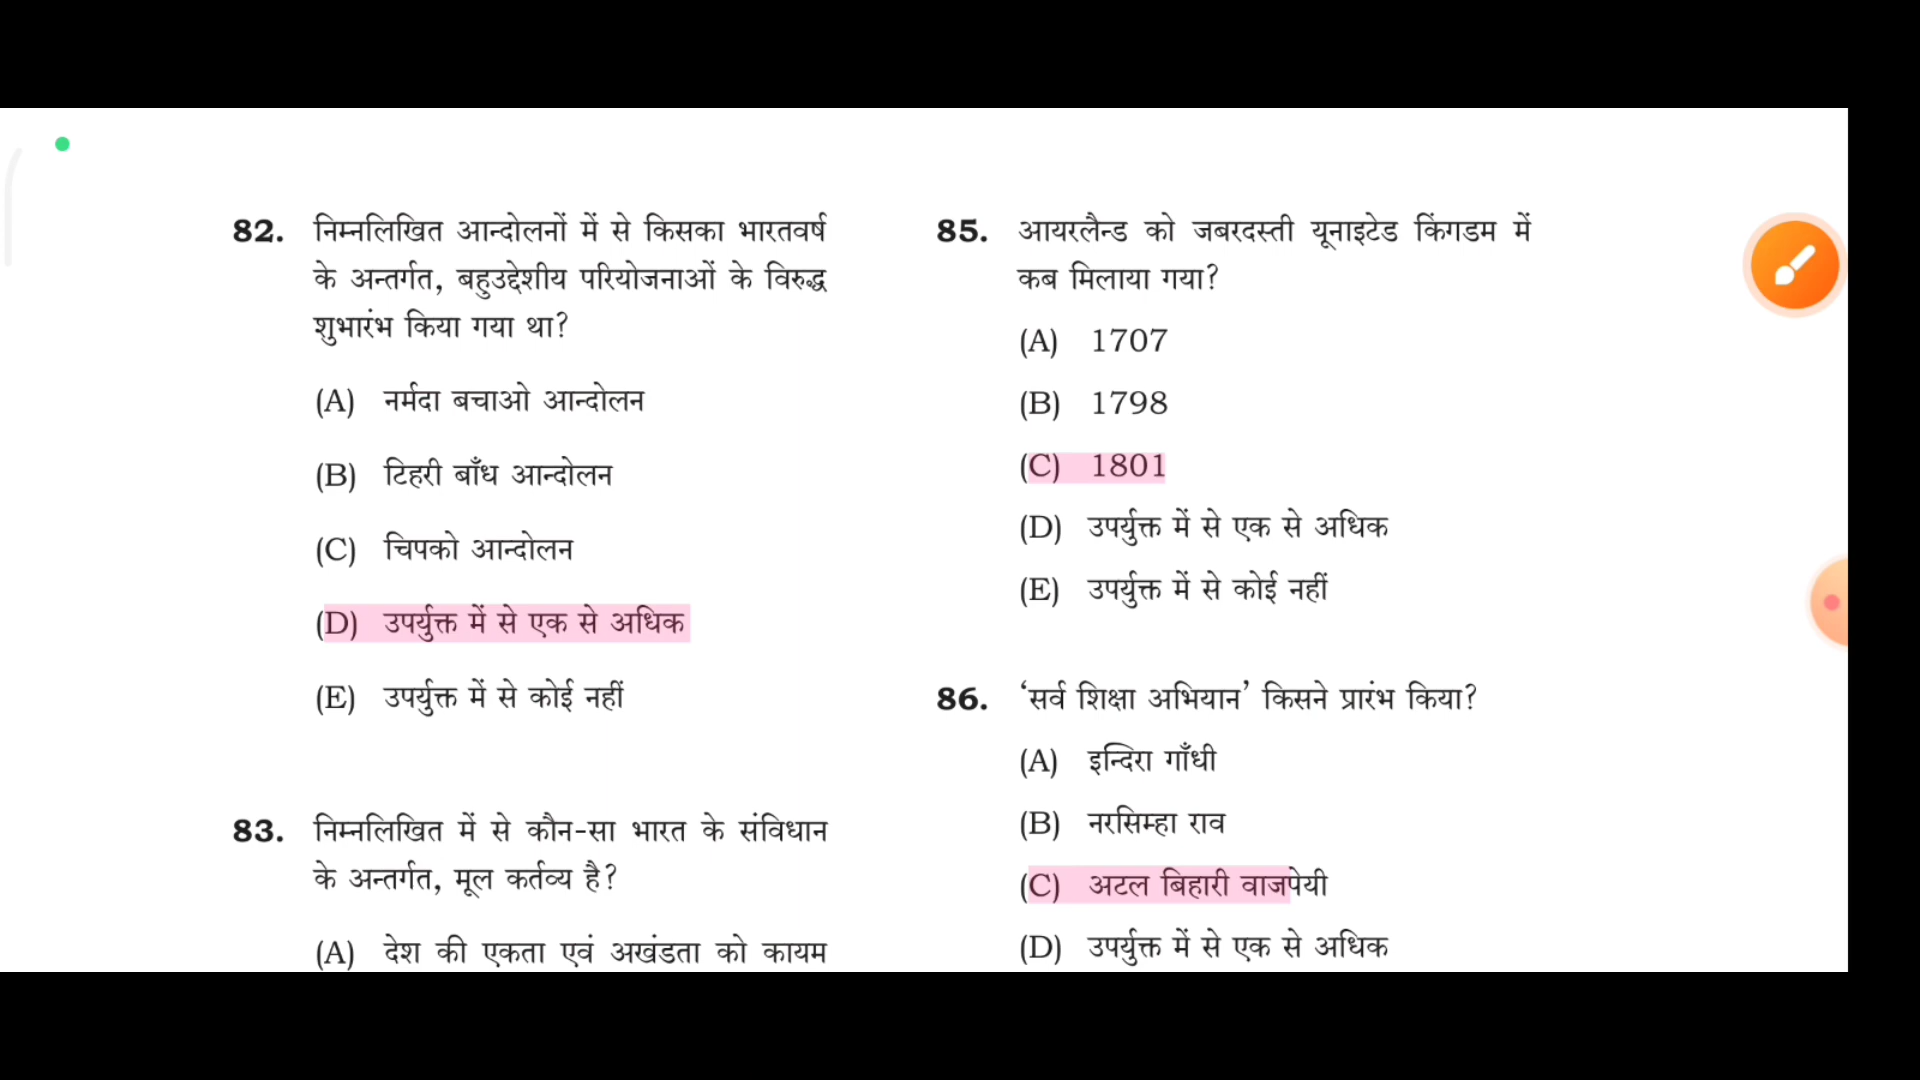 82. निम्नलिखित आन्दोलनों में से किसका भारतवर्ष
के अन्तर्गत, बहुउद्देशीय परियोजनाओं के विरुद्ध
शुभारंभ किया गया था?
(A) नर्मदा बचाओ आन्दोलन
(B) टिहरी बाँध आन्दोलन
(C) चिपको आन्दोलन
(D) उपर्युक्त में से एक से अधिक
(E) उपर्युक्त में से कोई नहीं
83. निम्नलिखित में से कौन-सा भारत के संविधान
के अन्तर्गत, मूल कर्तव्य है?
(A) देश की एकता एवं अखंडता को कायम
85. आयरलैन्ड को जबरदस्ती यूनाइटेड किंगडम में
कब मिलाया गया?
(A) 1707
(B) 1798
(C) 1801
(D) उपर्युक्त में से एक से अधिक
(E) उपर्युक्त में से कोई नहीं
86. ‘सर्व शिक्षा अभियान’ किसने प्रारंभ किया?
(A) इन्दिरा गाँधी
(B) नरसिम्हा राव
(C) अटल बिहारी वाजपेयी
(D) उपर्युक्त में से एक से अधिक